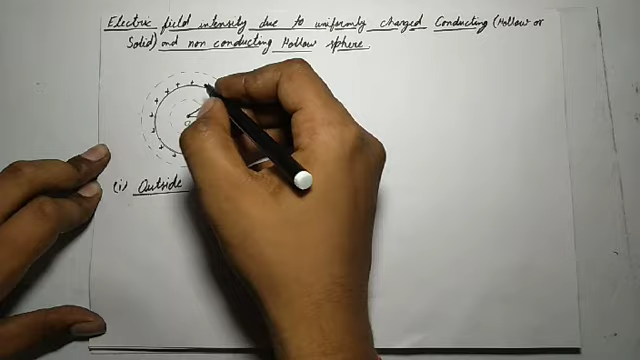 Electric field intensity due to uniformly charged Conducting (Hollow or
Solid) and non conducting Hollow sphere
(i) Outside